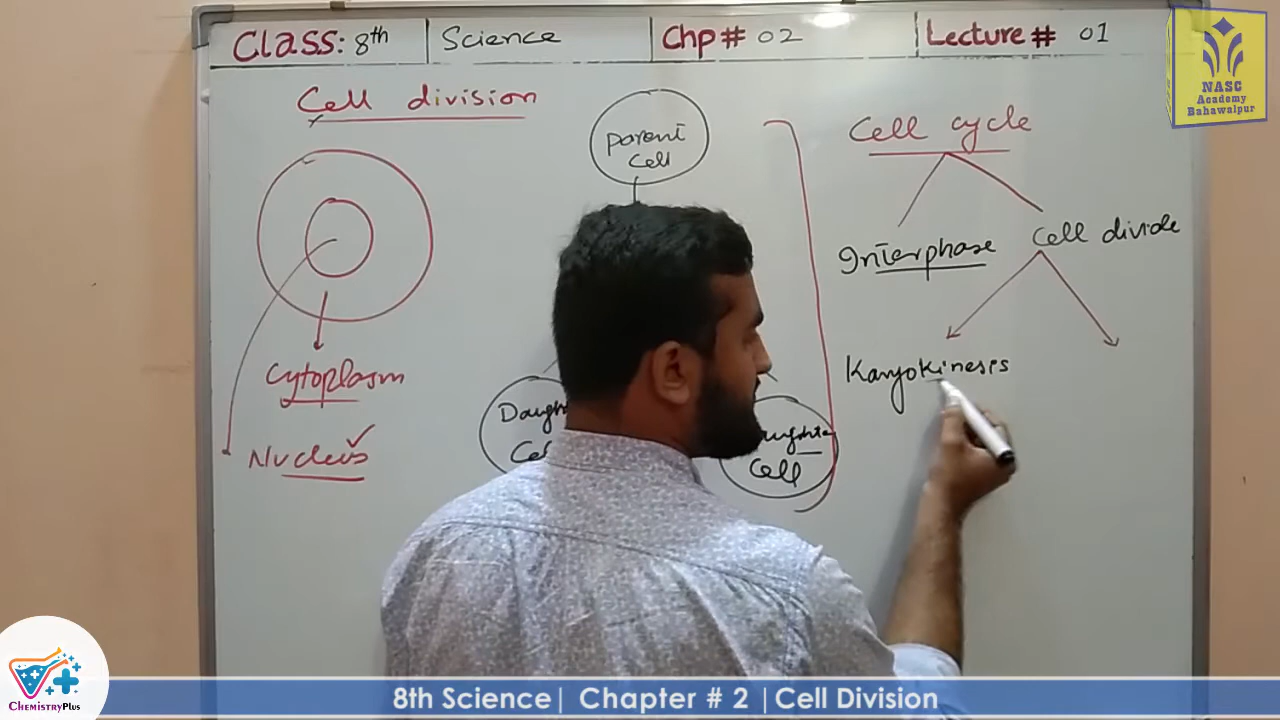 Class: 8th Science Chp # 02 Lecture # 01
NASC
Academy
Bahawalpur
Cell division
Parent
Cell
Cell cycle
Interphase
Cell divide
Karyokinesis
Cytoplasm
Nucleus
Cell
ChemistryPlus
8th Science| Chapter # 2 |Cell Division